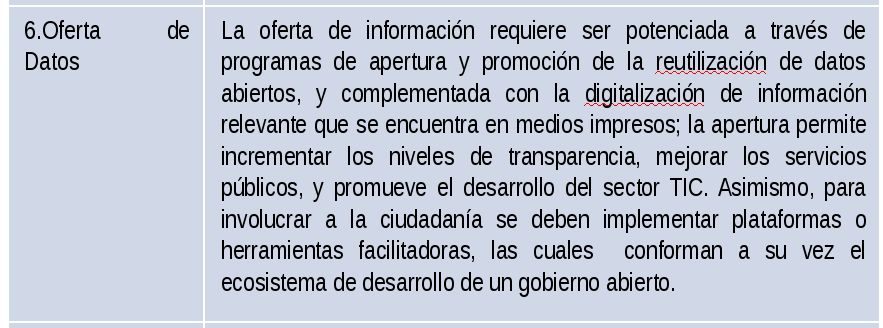 6.Oferta de
Datos
La oferta de información requiere ser potenciada a través de
programas de apertura y promoción de la reutilización de datos
abiertos, y complementada con la digitalización de información
relevante que se encuentra en medios impresos; la apertura permite
incrementar los niveles de transparencia, mejorar los servicios
públicos, y promueve el desarrollo del sector TIC. Asimismo, para
involucrar a la ciudadanía se deben implementar plataformas o
herramientas facilitadoras, las cuales conforman a su vez el
ecosistema de desarrollo de un gobierno abierto.